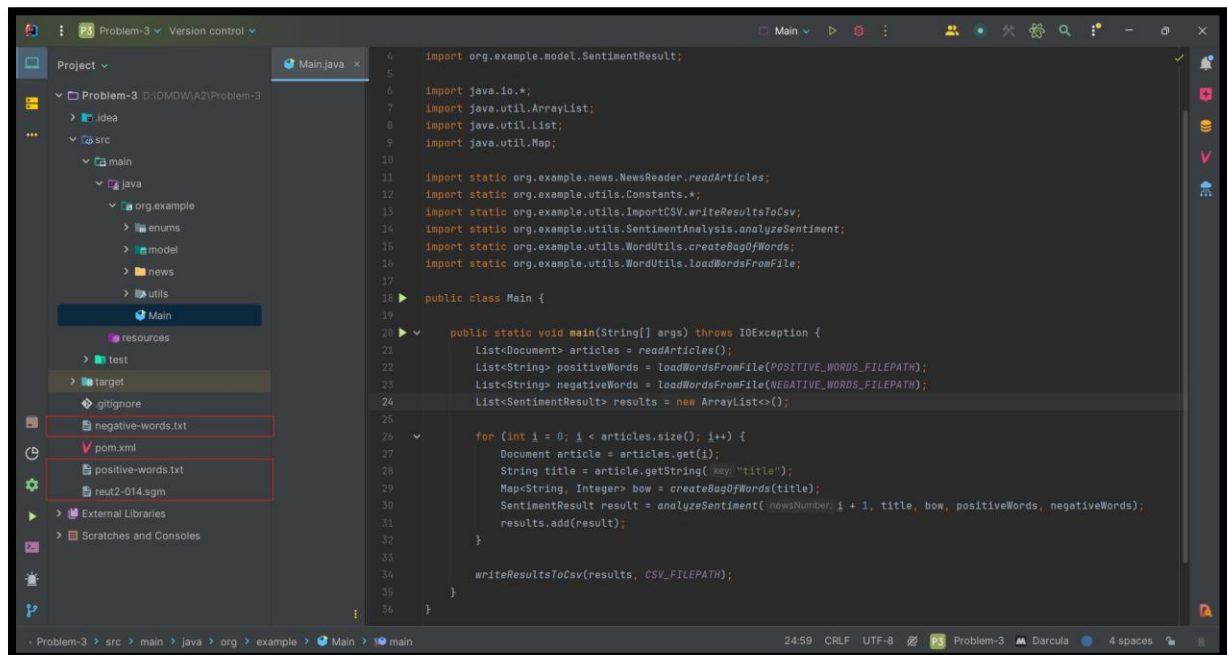 P3 Problem-3 Version control Main
Project
Main.java
Problem-3 D:\DMDW\A2\Problem-3
.idea
src
main
java
org.example
enums
model
news
utils
Main
resources
test
target
.gitignore
negative-words.txt
pom.xml
positive-words.txt
reut2-014.sgm
External Libraries
Scratches and Consoles
4 import org.example.model.SentimentResult;
5
6 import java.io.*;
7 import java.util.ArrayList;
8 import java.util.List;
9 import java.util.Map;
10
11 import static org.example.news.NewsReader.readArticles;
12 import static org.example.utils.Constants.*;
13 import static org.example.utils.ImportCSV.writeResultsToCsv;
14 import static org.example.utils.SentimentAnalysis.analyzeSentiment;
15 import static org.example.utils.WordUtils.createBagOfWords;
16 import static org.example.utils.WordUtils.loadWordsFromFile;
17
18 public class Main {
19
20 public static void main(String[] args) throws IOException {
21 List<Document> articles = readArticles();
22 List<String> positiveWords = loadWordsFromFile(POSITIVE_WORDS_FILEPATH);
23 List<String> negativeWords = loadWordsFromFile(NEGATIVE_WORDS_FILEPATH);
24 List<SentimentResult> results = new ArrayList<>();
25
26 for (int i = 0; i < articles.size(); i++) {
27 Document article = articles.get(i);
28 String title = article.getString( key: "title");
29 Map<String, Integer> bow = createBagOfWords(title);
30 SentimentResult result = analyzeSentiment( newsNumber: i + 1, title, bow, positiveWords, negativeWords);
31 results.add(result);
32 }
33
34 writeResultsToCsv(results, CSV_FILEPATH);
35 }
36 }
Problem-3 > src > main > java > org > example > Main > main 24:59 CRLF UTF-8 P3 Problem-3 Darcula 4 spaces